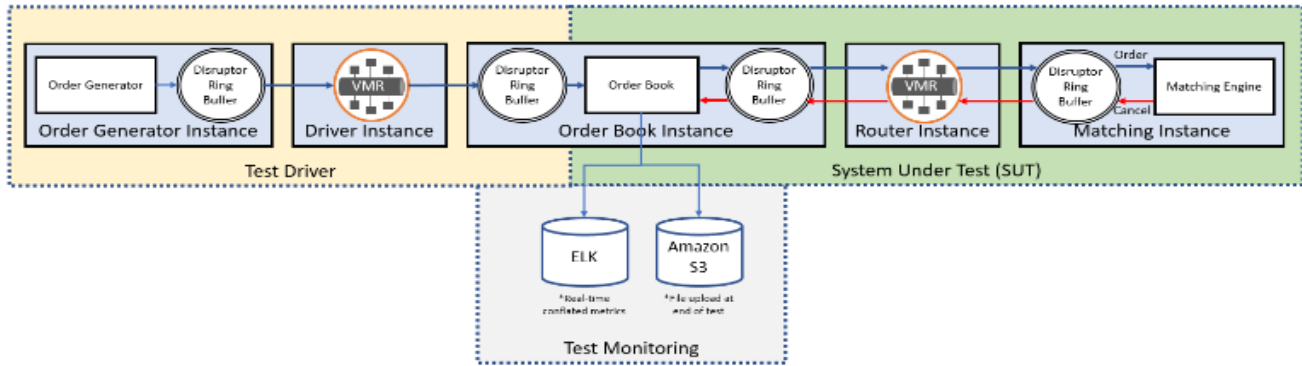 Order Generator
Disruptor
Ring
Buffer
Order Generator Instance
VMR
Driver Instance
Disruptor
Ring
Buffer
Order Book
Disruptor
Ring
Buffer
Order Book Instance
VMR
Router Instance
Disruptor
Ring
Buffer
Order
Cancel
Matching Engine
Matching Instance
Test Driver
System Under Test (SUT)
ELK
*Real-time
conflated metrics
Amazon
S3
*File upload at
end of test
Test Monitoring